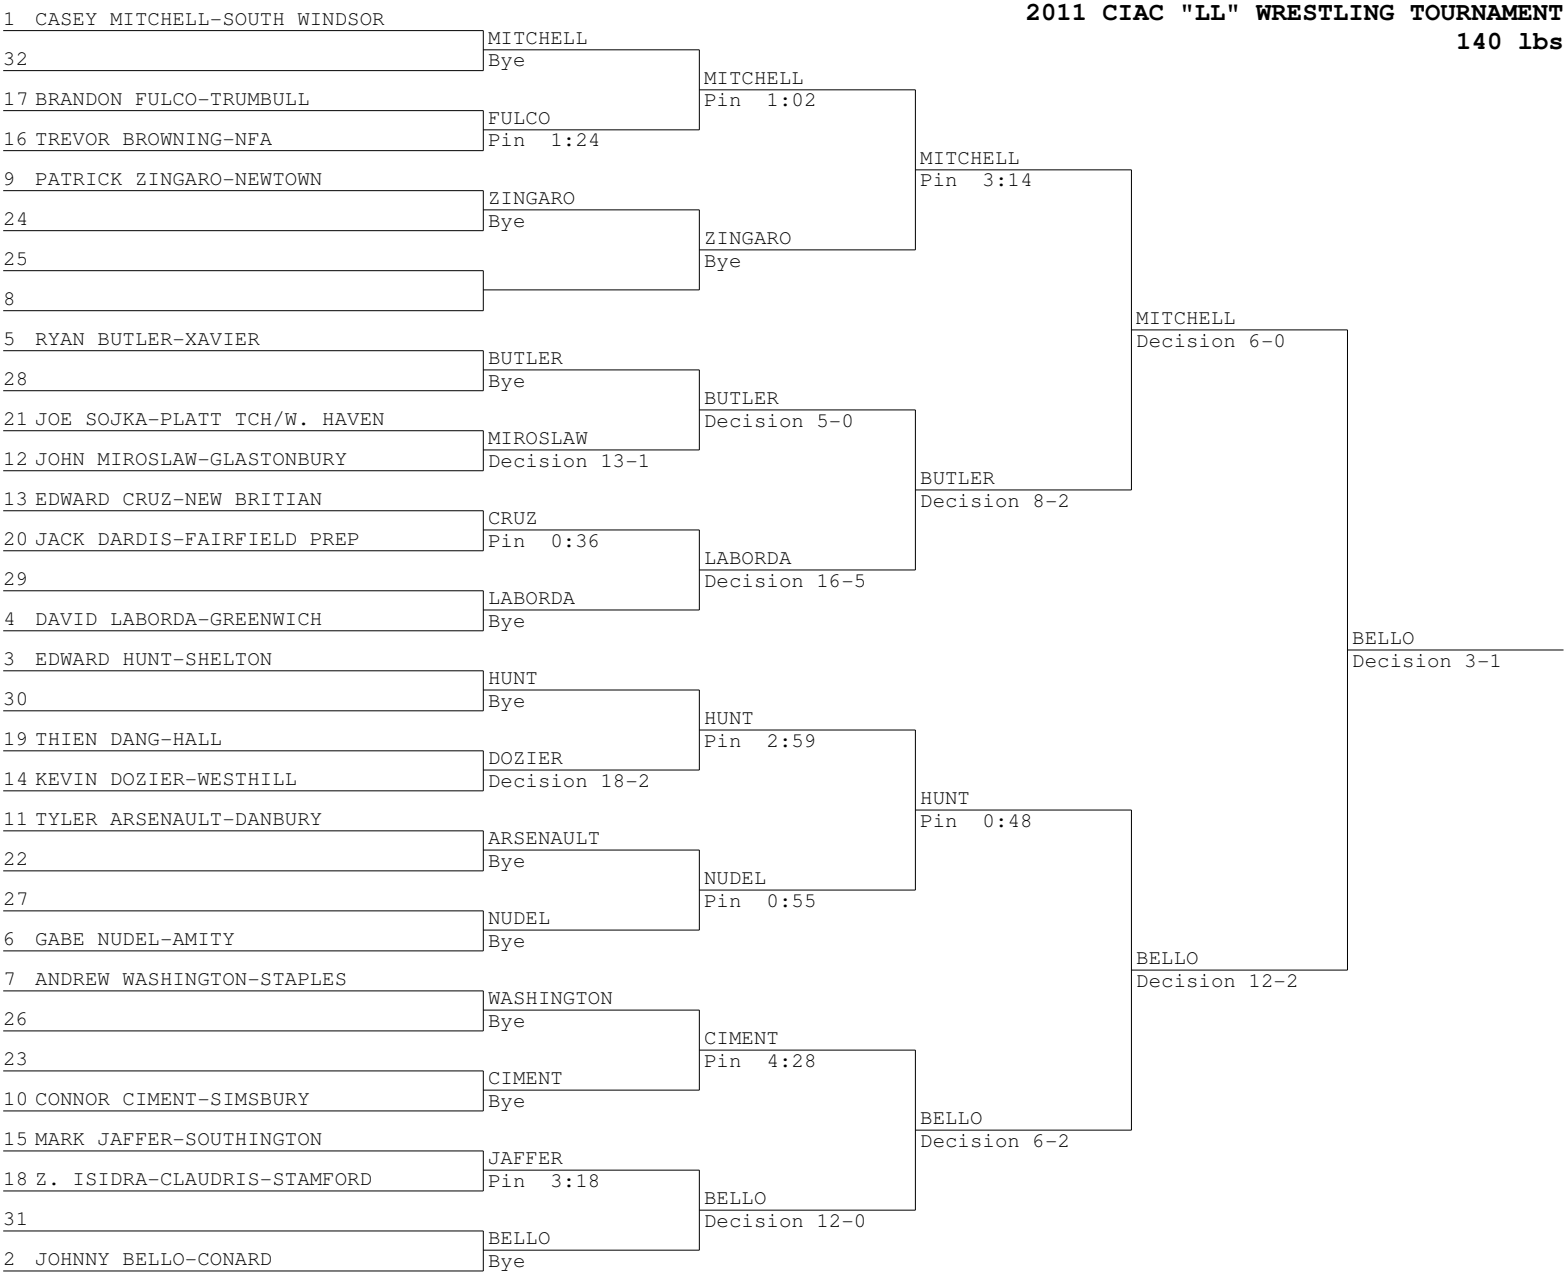 2011 CIAC "LL" WRESTLING TOURNAMENT
140 lbs
1 CASEY MITCHELL-SOUTH WINDSOR
32
17 BRANDON FULCO-TRUMBULL
16 TREVOR BROWNING-NFA
9 PATRICK ZINGARO-NEWTOWN
24
25
8
5 RYAN BUTLER-XAVIER
28
21 JOE SOJKA-PLATT TCH/W. HAVEN
12 JOHN MIROSLAW-GLASTONBURY
13 EDWARD CRUZ-NEW BRITIAN
20 JACK DARDIS-FAIRFIELD PREP
29
4 DAVID LABORDA-GREENWICH
3 EDWARD HUNT-SHELTON
30
19 THIEN DANG-HALL
14 KEVIN DOZIER-WESTHILL
11 TYLER ARSENAULT-DANBURY
22
27
6 GABE NUDEL-AMITY
7 ANDREW WASHINGTON-STAPLES
26
23
10 CONNOR CIMENT-SIMSBURY
15 MARK JAFFER-SOUTHINGTON
18 Z. ISIDRA-CLAUDRIS-STAMFORD
31
2 JOHNNY BELLO-CONARD
MITCHELL
Bye
FULCO
Pin 1:24
ZINGARO
Bye
BUTLER
Bye
MIROSLAW
Decision 13-1
CRUZ
Pin 0:36
LABORDA
Bye
HUNT
Bye
DOZIER
Decision 18-2
ARSENAULT
Bye
NUDEL
Bye
WASHINGTON
Bye
CIMENT
Bye
JAFFER
Pin 3:18
BELLO
Bye
MITCHELL
Pin 1:02
ZINGARO
Bye
BUTLER
Decision 5-0
LABORDA
Decision 16-5
HUNT
Pin 2:59
NUDEL
Pin 0:55
CIMENT
Pin 4:28
BELLO
Decision 12-0
MITCHELL
Pin 3:14
BUTLER
Decision 8-2
HUNT
Pin 0:48
BELLO
Decision 6-2
MITCHELL
Decision 6-0
BELLO
Decision 12-2
BELLO
Decision 3-1